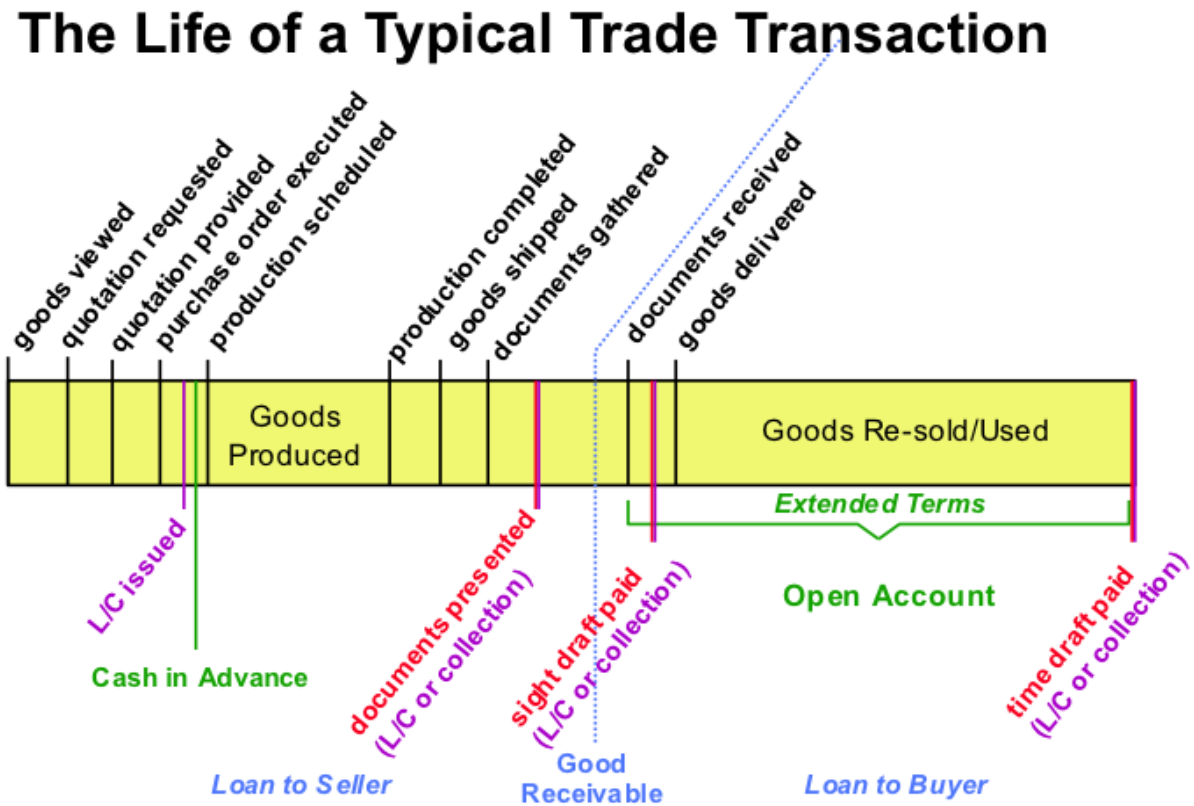 The Life of a Typical Trade Transaction
goods viewed
quotation requested
quotation provided
purchase order executed
production scheduled
production completed
goods shipped
documents gathered
documents received
goods delivered
Goods
Produced
Goods Re-sold/Used
L/C issued
Cash in Advance
documents presented
(L/C or collection)
sight draft paid
(L/C or collection)
Extended Terms
Open Account
time draft paid
(L/C or collection)
Loan to Seller
Good
Receivable
Loan to Buyer